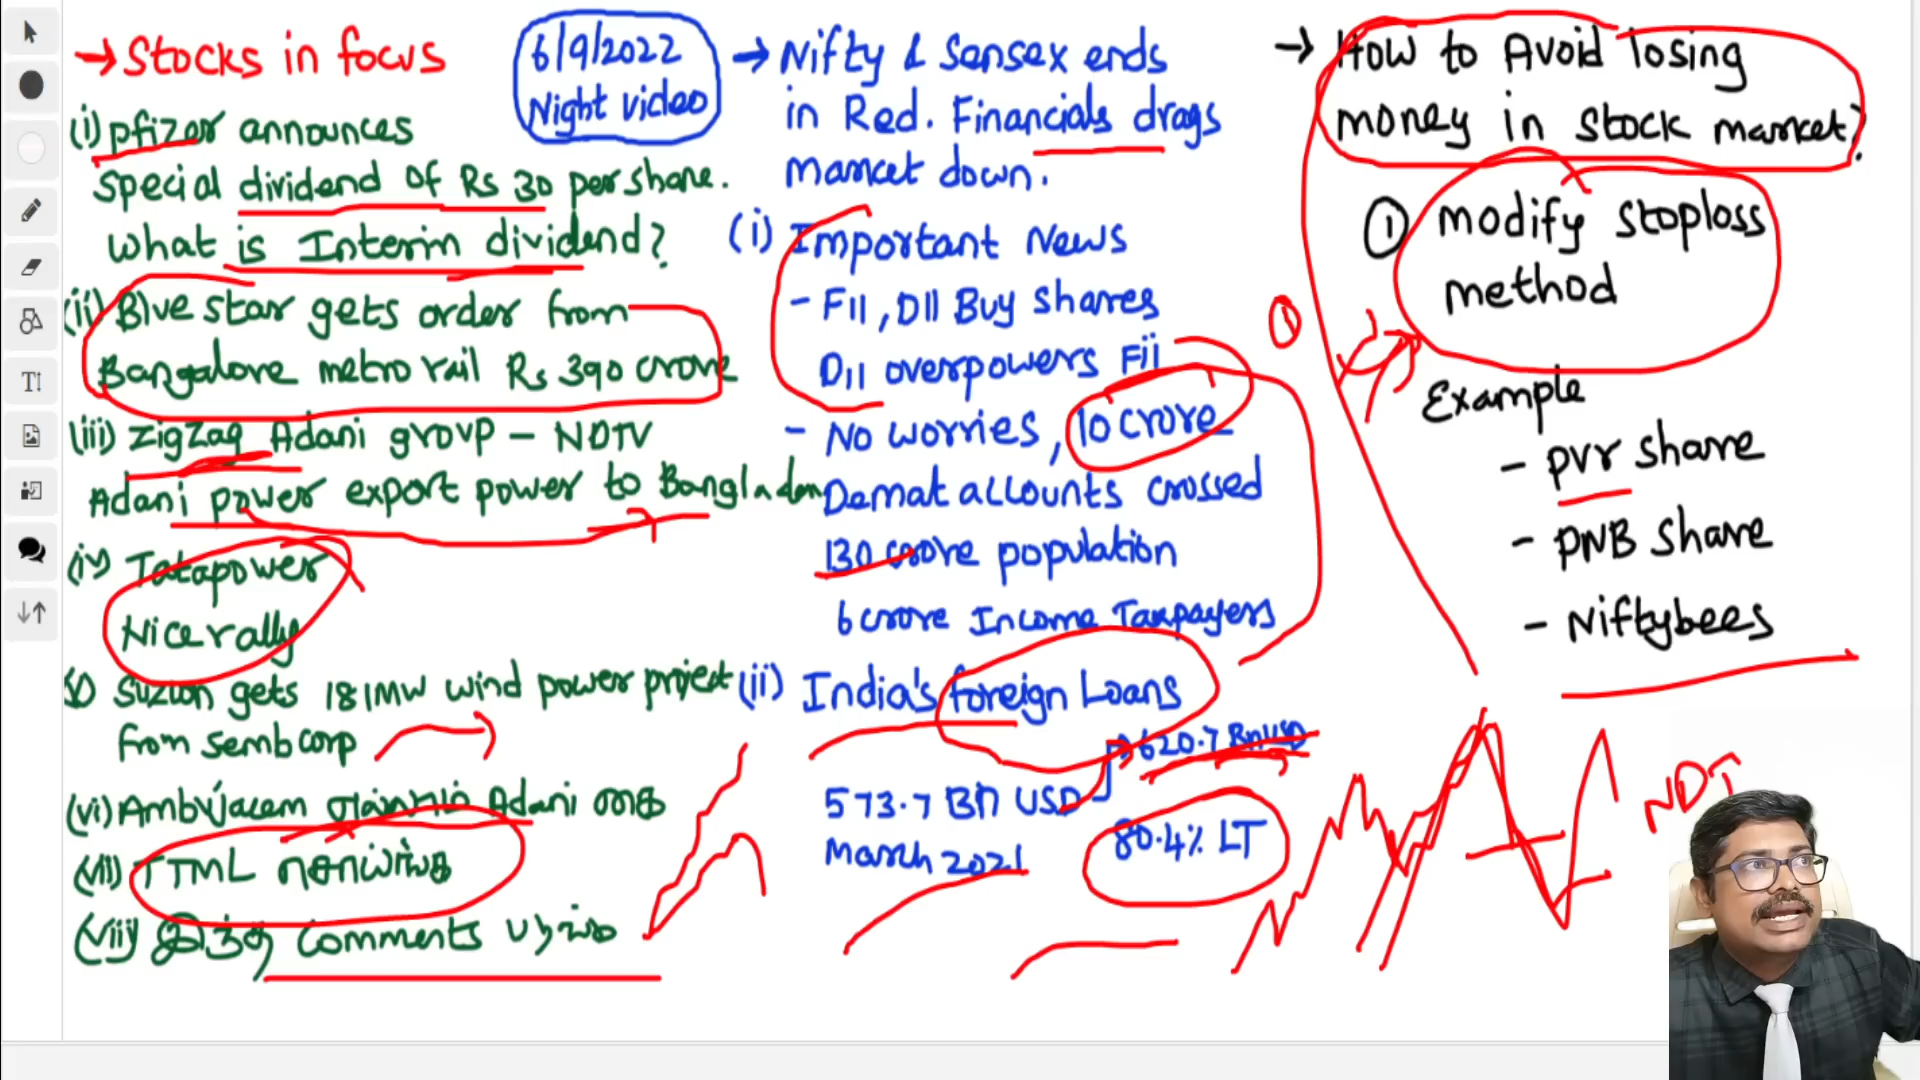 → Stocks in focus
(i) Pfizer announces
special dividend of Rs 30 per share.
What is Interim dividend?
(ii) Blue star gets order from
Bangalore metro rail Rs 390 crore
(iii) Zigzag Adani group - NDTV
Adani power export power to
(iv) Tatapower
Nice rally
(v) Suzlon gets 181MW wind power project
from Sembcorp
(vi) Adani
(vii) TTML
(viii) இந்த comments
6/9/2022
Night video
→ Nifty & Sensex ends
in Red. Financials drags
market down.
(i) Important News
- FII, DII Buy shares
DII overpowers Fii
- No worries, 10 crore
Demat accounts crossed
130 crore population
6 crore Income Taxpayers
(ii) India's foreign Loans
620.7 Bn USD
573.7 Bn USD
March 2021
80.4% LT
→ How to Avoid losing
money in stock market?
① modify stoploss
method
①
Example
- PVR share
- PNB share
- Niftybees
NDT